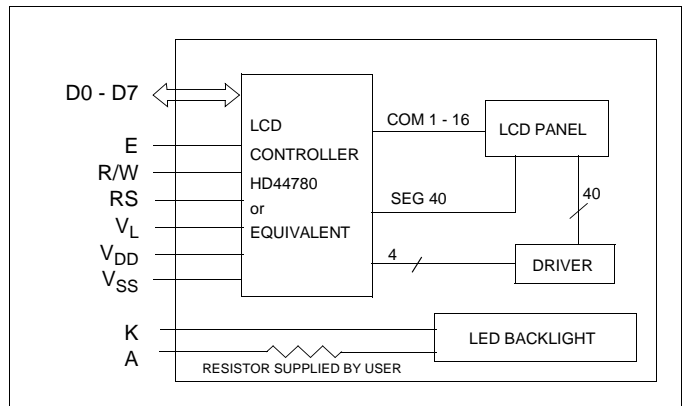 D0 - D7
E
R/W
RS
VL
VDD
VSS
K
A
LCD
CONTROLLER
HD44780
or
EQUIVALENT
COM 1 - 16
SEG 40
4
LCD PANEL
40
DRIVER
LED BACKLIGHT
RESISTOR SUPPLIED BY USER